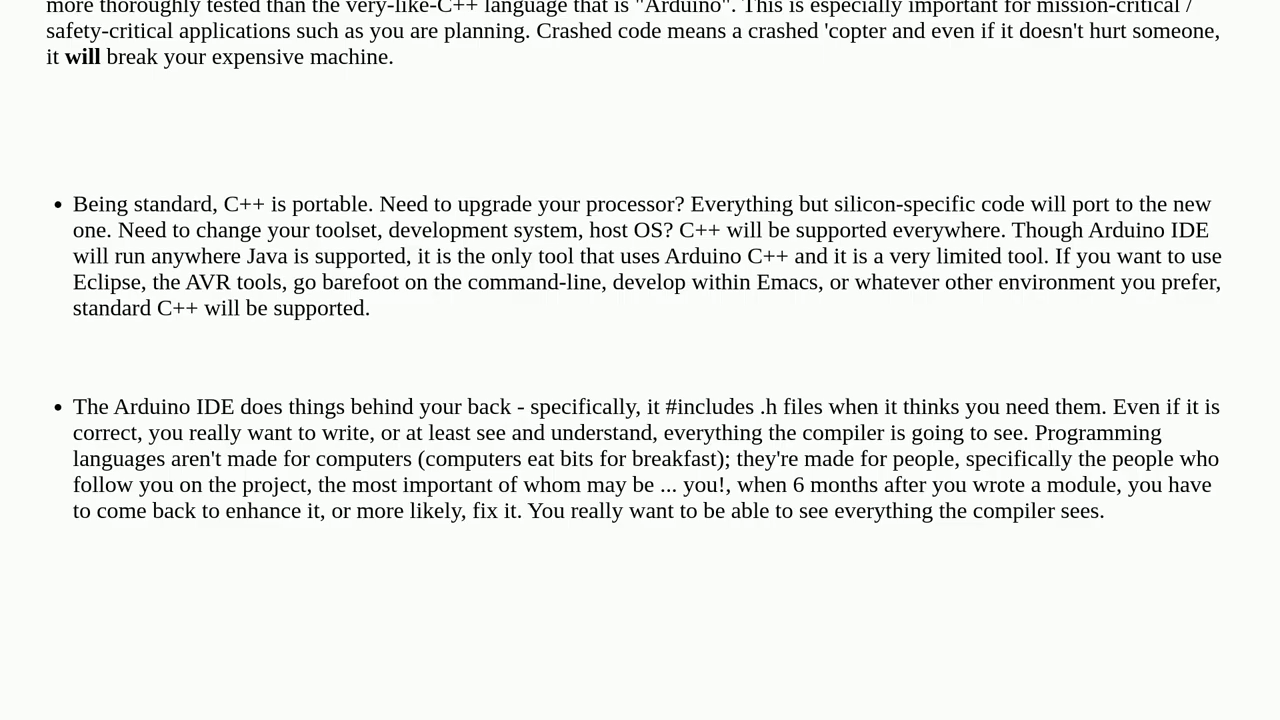 more thoroughly tested than the very-like-C++ language that is "Arduino". This is especially important for mission-critical /
safety-critical applications such as you are planning. Crashed code means a crashed 'copter and even if it doesn't hurt someone,
it will break your expensive machine.
• Being standard, C++ is portable. Need to upgrade your processor? Everything but silicon-specific code will port to the new
one. Need to change your toolset, development system, host OS? C++ will be supported everywhere. Though Arduino IDE
will run anywhere Java is supported, it is the only tool that uses Arduino C++ and it is a very limited tool. If you want to use
Eclipse, the AVR tools, go barefoot on the command-line, develop within Emacs, or whatever other environment you prefer,
standard C++ will be supported.
• The Arduino IDE does things behind your back - specifically, it #includes .h files when it thinks you need them. Even if it is
correct, you really want to write, or at least see and understand, everything the compiler is going to see. Programming
languages aren't made for computers (computers eat bits for breakfast); they're made for people, specifically the people who
follow you on the project, the most important of whom may be ... you!, when 6 months after you wrote a module, you have
to come back to enhance it, or more likely, fix it. You really want to be able to see everything the compiler sees.